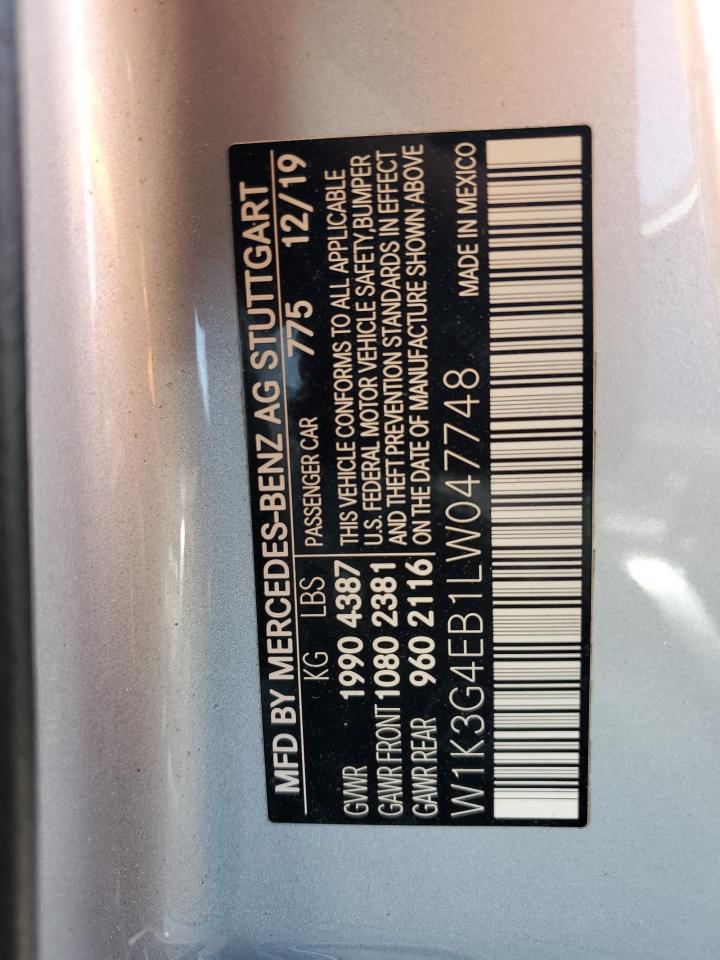 MFD BY MERCEDES-BENZ AG STUTTGART
KG LBS PASSENGER CAR 775 12/19
GVWR 1990 4387 THIS VEHICLE CONFORMS TO ALL APPLICABLE
U.S. FEDERAL MOTOR VEHICLE SAFETY, BUMPER
GAWR FRONT 1080 2381 AND THEFT PREVENTION STANDARDS IN EFFECT
GAWR REAR 960 2116 ON THE DATE OF MANUFACTURE SHOWN ABOVE
W1K3G4EB1LW047748 MADE IN MEXICO